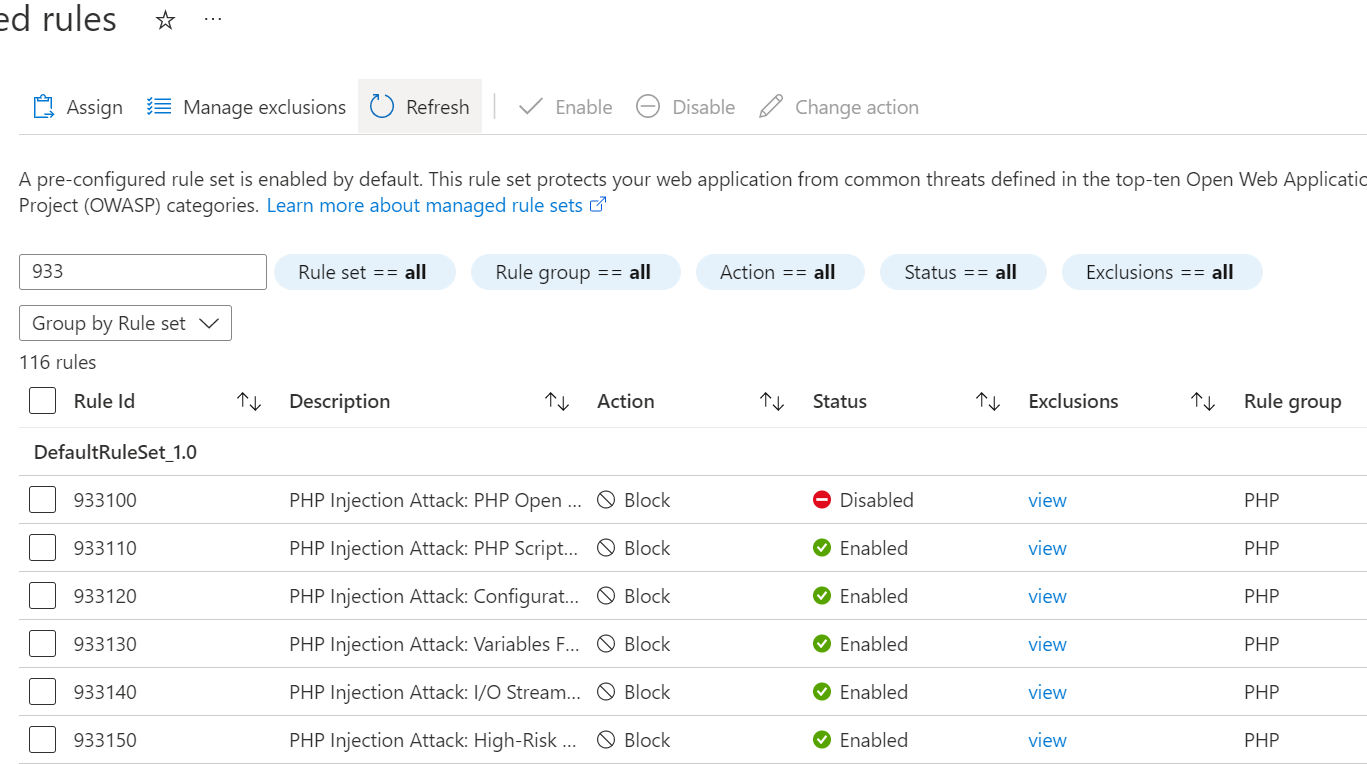 ed rules ...
Assign Manage exclusions Refresh Enable Disable Change action
A pre-configured rule set is enabled by default. This rule set protects your web application from common threats defined in the top-ten Open Web Applicatio
Project (OWASP) categories. Learn more about managed rule sets
933 Rule set == all Rule group == all Action == all Status == all Exclusions == all
Group by Rule set
116 rules
Rule Id Description Action Status Exclusions Rule group
DefaultRuleSet_1.0
933100 PHP Injection Attack: PHP Open ... Block Disabled view PHP
933110 PHP Injection Attack: PHP Script... Block Enabled view PHP
933120 PHP Injection Attack: Configurat... Block Enabled view PHP
933130 PHP Injection Attack: Variables F... Block Enabled view PHP
933140 PHP Injection Attack: I/O Stream... Block Enabled view PHP
933150 PHP Injection Attack: High-Risk ... Block Enabled view PHP